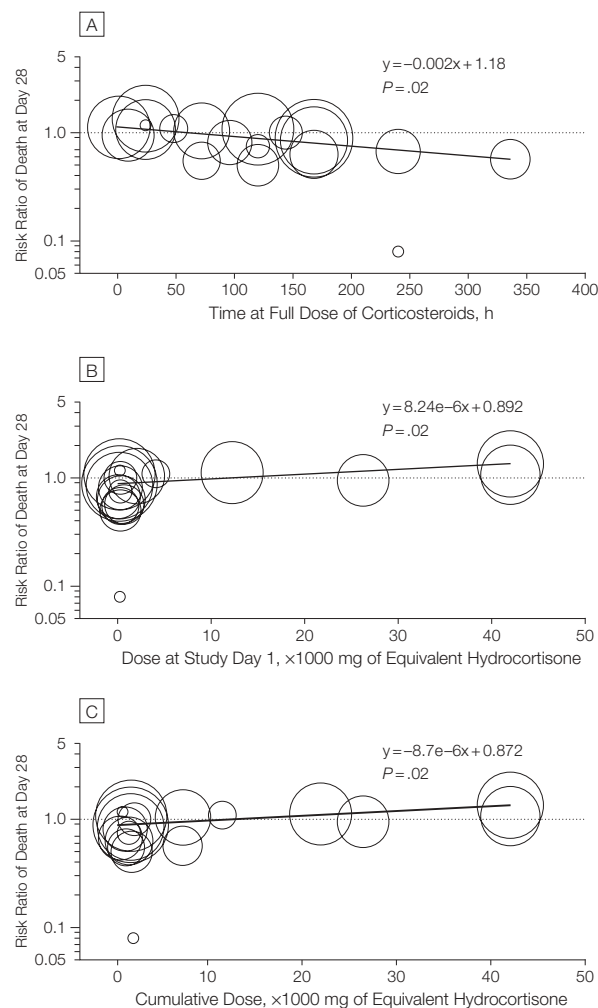 A
Risk Ratio of Death at Day 28
y=–0.002x+1.18
P=.02
5
1.0
0.1
0.05
0 50 100 150 200 250 300 350 400
Time at Full Dose of Corticosteroids, h
B
Risk Ratio of Death at Day 28
y=8.24e–6x+0.892
P=.02
5
1.0
0.1
0.05
0 10 20 30 40 50
Dose at Study Day 1, ×1000 mg of Equivalent Hydrocortisone
C
Risk Ratio of Death at Day 28
y=–8.7e–6x+0.872
P=.02
5
1.0
0.1
0.05
0 10 20 30 40 50
Cumulative Dose, ×1000 mg of Equivalent Hydrocortisone